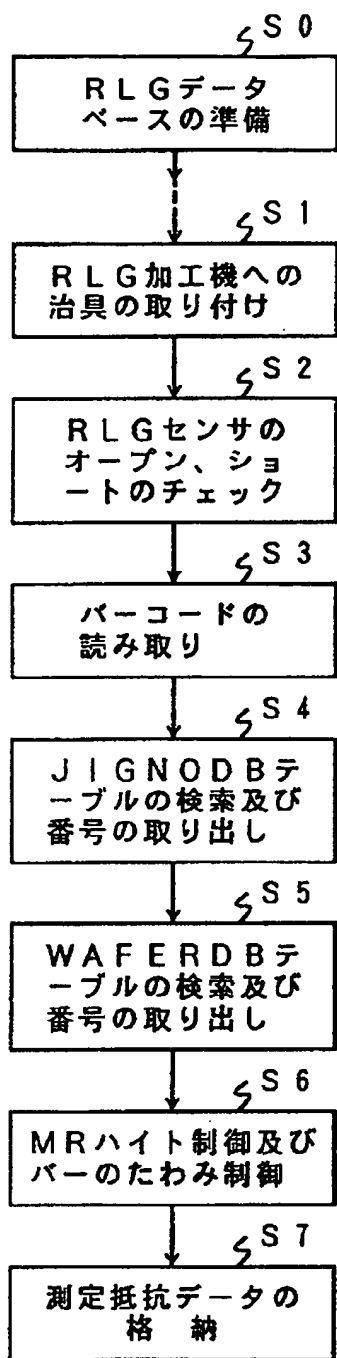 S0
RLGデータ
ベースの準備
S1
RLG加工機への
治具の取り付け
S2
RLGセンサの
オープン、ショ
ートのチェック
S3
バーコードの
読み取り
S4
JIGNODBテ
ーブルの検索及び
番号の取り出し
S5
WAFERDBテ
ーブルの検索及び
番号の取り出し
S6
MRハイト制御及び
バーのたわみ制御
S7
測定抵抗データの
格 納